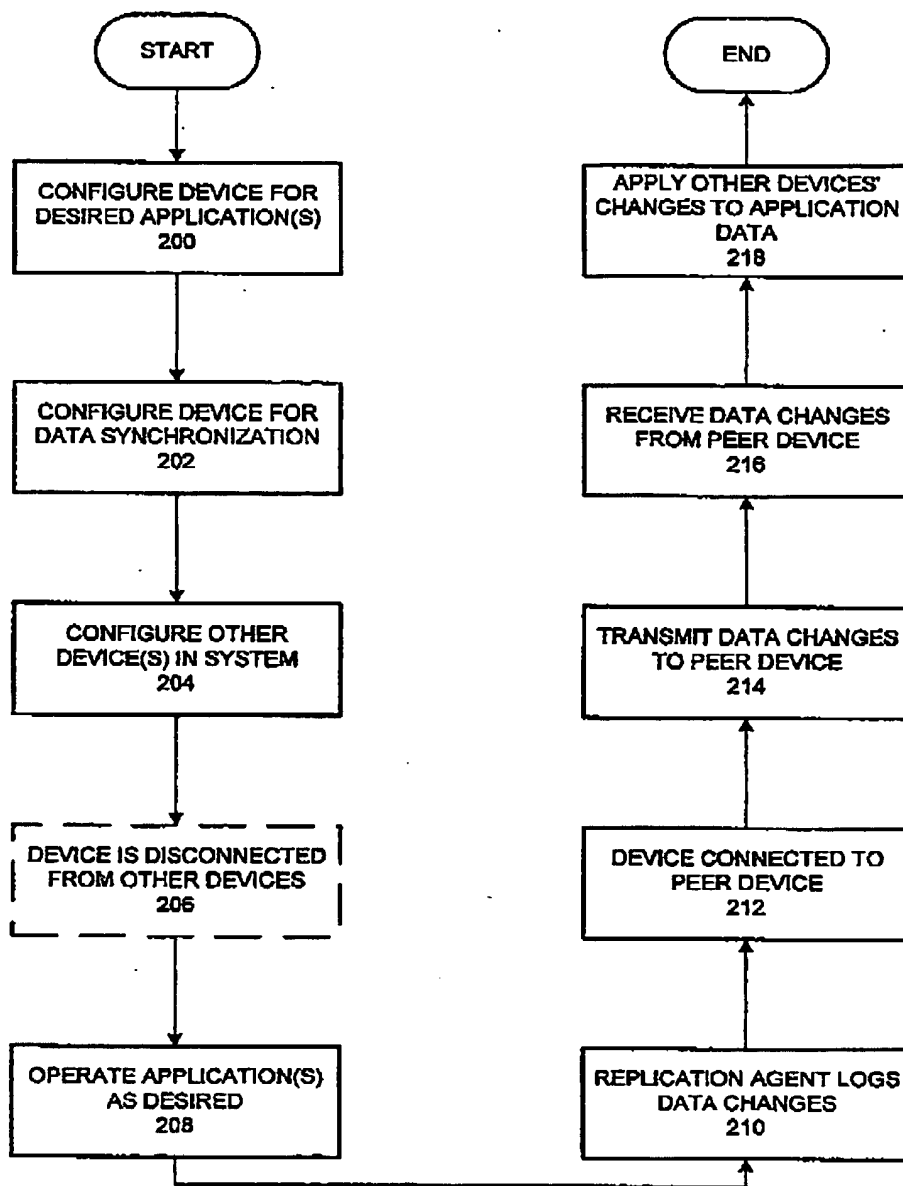 START
CONFIGURE DEVICE FOR
DESIRED APPLICATION(S)
200
CONFIGURE DEVICE FOR
DATA SYNCHRONIZATION
202
CONFIGURE OTHER
DEVICE(S) IN SYSTEM
204
DEVICE IS DISCONNECTED
FROM OTHER DEVICES
206
OPERATE APPLICATION(S)
AS DESIRED
208
REPLICATION AGENT LOGS
DATA CHANGES
210
DEVICE CONNECTED TO
PEER DEVICE
212
TRANSMIT DATA CHANGES
TO PEER DEVICE
214
RECEIVE DATA CHANGES
FROM PEER DEVICE
216
APPLY OTHER DEVICES'
CHANGES TO APPLICATION
DATA
218
END